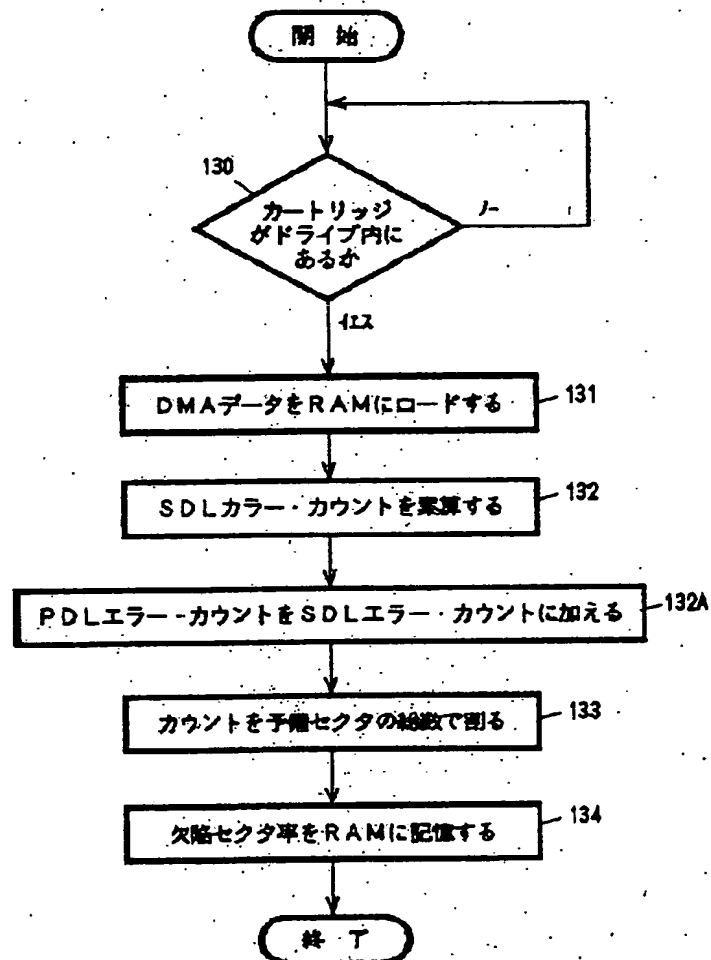 開 始
130
カートリッジ
がドライブ内に
あるか
ノー
イエス
DMAデータをRAMにロードする
131
SDLカラー・カウントを累算する
132
PDLエラー-カウントをSDLエラー・カウントに加える
132A
カウントを予備セクタの総数で割る
133
欠陥セクタ率をRAMに記憶する
134
終 了